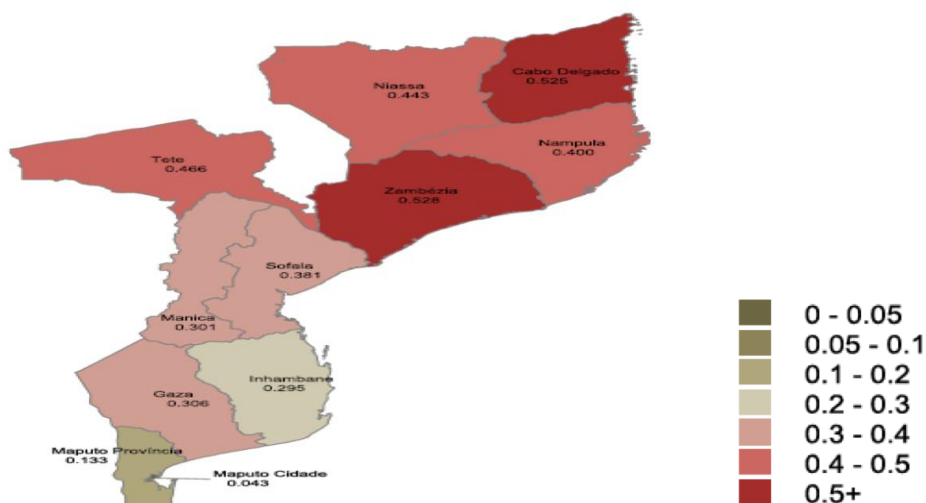 Cabo Delgado
0.525
Niassa
0.443
Nampula
0.400
Tete
0.466
Zambézia
0.528
Sofala
0.381
Manica
0.301
Inhambane
0.295
Gaza
0.306
Maputo Província
0.133
Maputo Cidade
0.043
0 - 0.05
0.05 - 0.1
0.1 - 0.2
0.2 - 0.3
0.3 - 0.4
0.4 - 0.5
0.5+